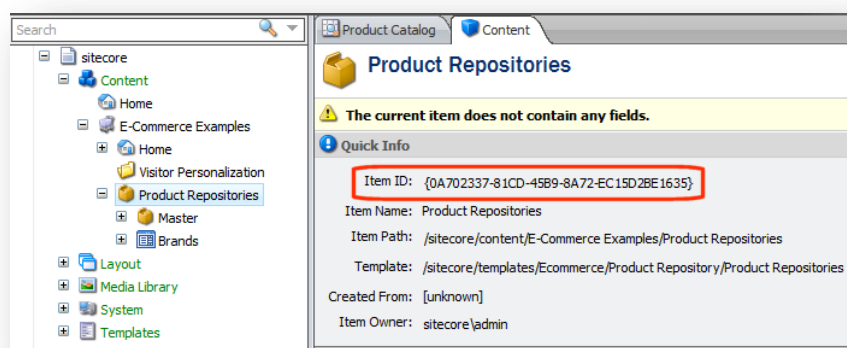 Search
sitecore
Content
Home
E-Commerce Examples
Home
Visitor Personalization
Product Repositories
Master
Brands
Layout
Media Library
System
Templates
Product Catalog
Content
Product Repositories
The current item does not contain any fields.
Quick Info
Item ID: {0A702337-81CD-45B9-8A72-EC15D2BE1635}
Item Name: Product Repositories
Item Path: /sitecore/content/E-Commerce Examples/Product Repositories
Template: /sitecore/templates/Ecommerce/Product Repository/Product Repositories
Created From: [unknown]
Item Owner: sitecore\admin